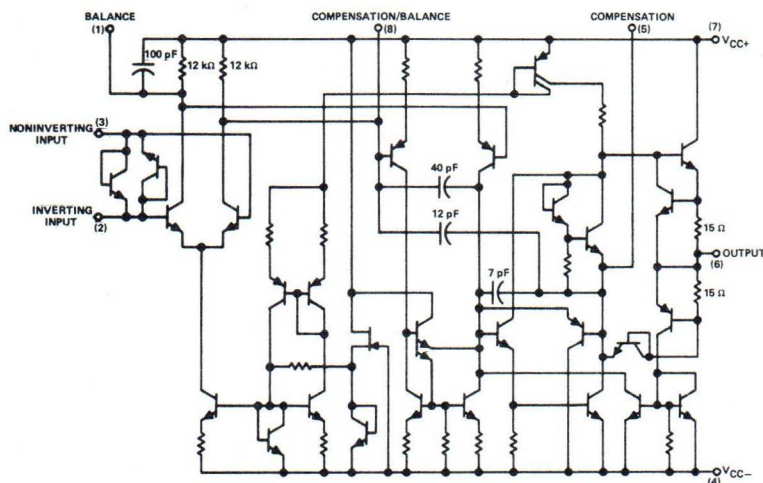 BALANCE
(1)
COMPENSATION/BALANCE
(8)
COMPENSATION
(5)
(7)
VCC+
100 pF
12 kΩ
12 kΩ
(3)
NONINVERTING
INPUT
INVERTING
INPUT
(2)
40 pF
12 pF
7 pF
15 Ω
OUTPUT
(6)
15 Ω
VCC−
(4)